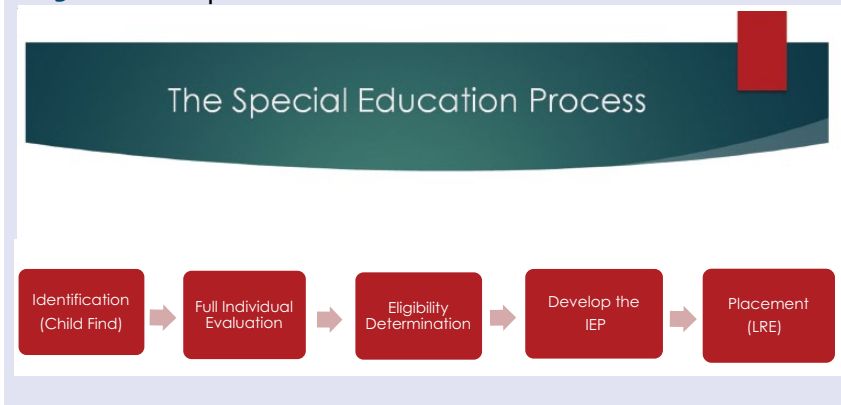 The Special Education Process
Identification
(Child Find)
Full Individual
Evaluation
Eligibility
Determination
Develop the
IEP
Placement
(LRE)